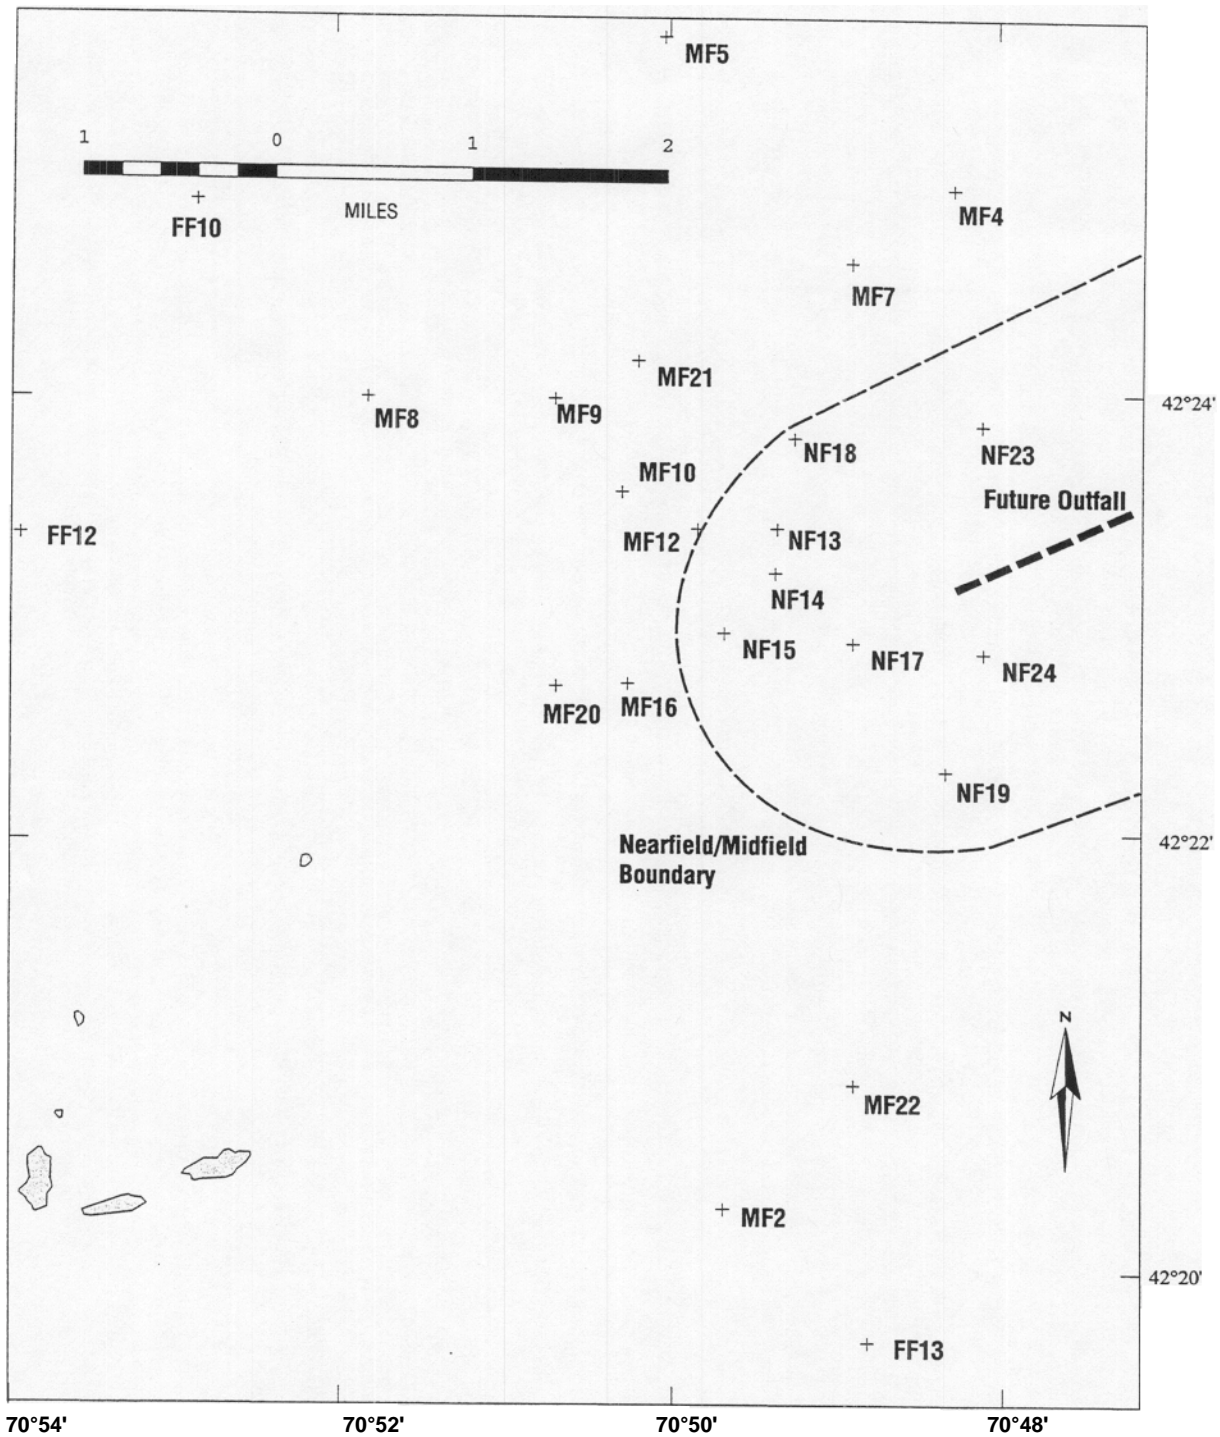 MF5
1 0 1 2
MILES
FF10
MF4
MF7
MF21
MF8
MF9
42°24'
NF18
NF23
MF10
Future Outfall
FF12
MF12
NF13
NF14
NF15
NF17
NF24
MF20
MF16
NF19
Nearfield/Midfield
Boundary
42°22'
N
MF22
MF2
42°20'
FF13
70°54' 70°52' 70°50' 70°48'